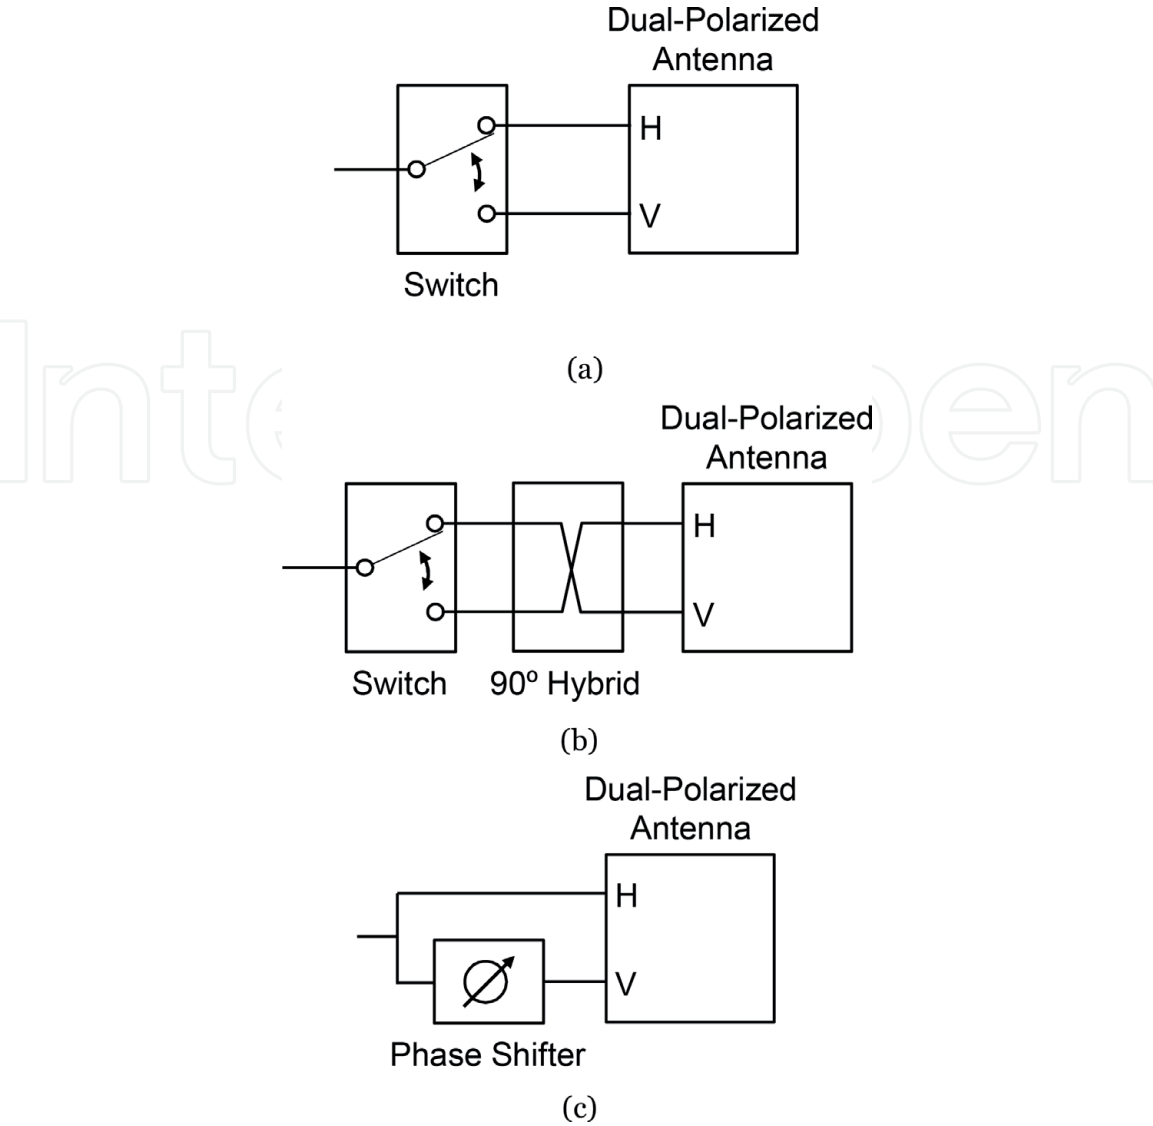 Dual-Polarized
Antenna
H
V
Switch
(a)
Dual-Polarized
Antenna
H
V
Switch
90º Hybrid
(b)
Dual-Polarized
Antenna
H
V
Phase Shifter
(c)